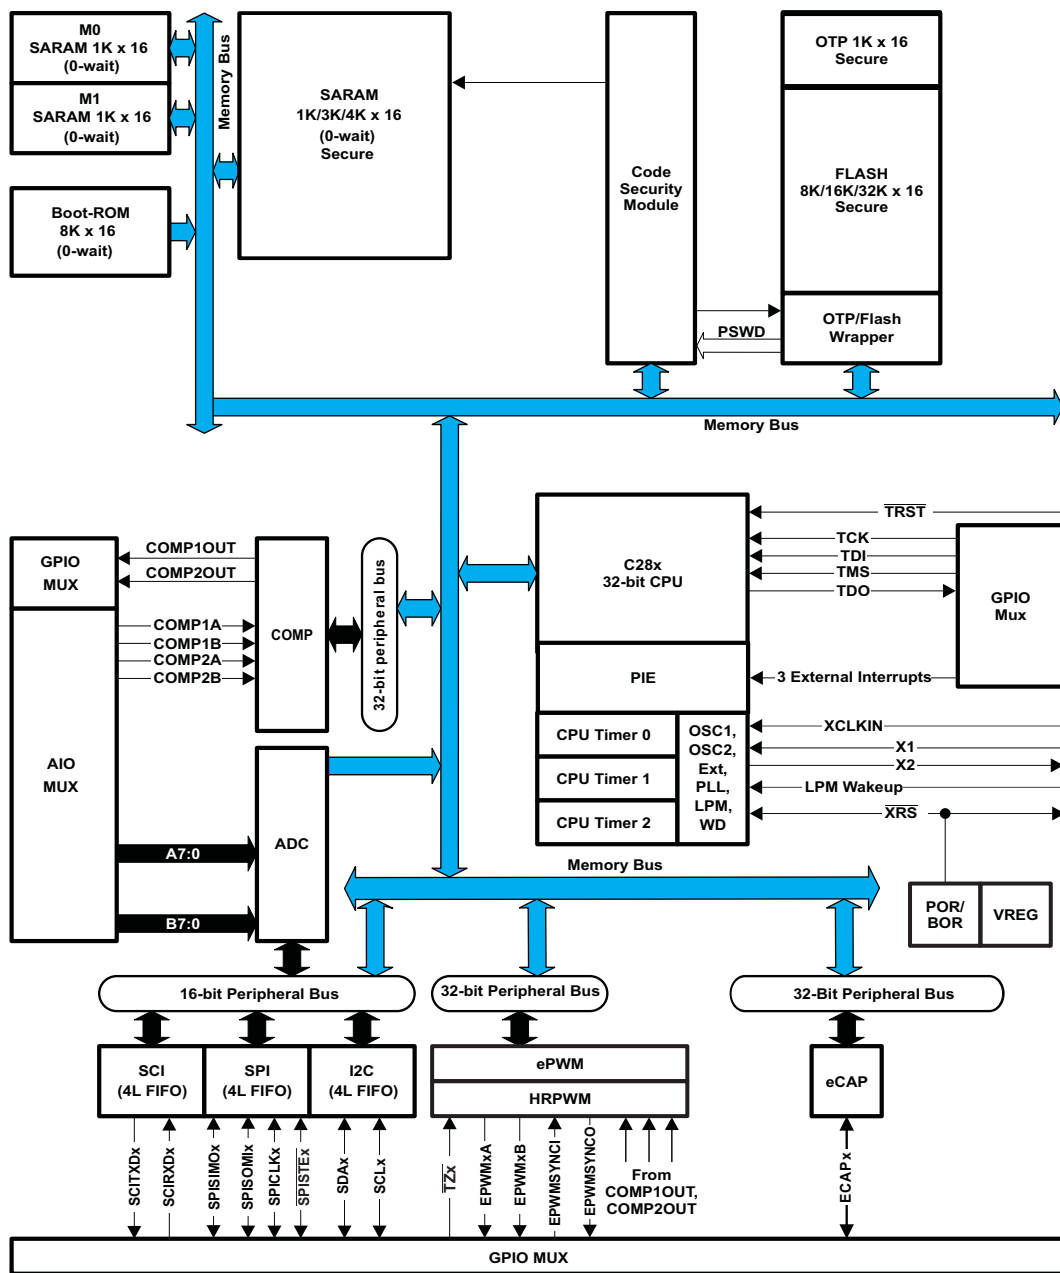 M0
SARAM 1K x 16
(0-wait)
M1
SARAM 1K x 16
(0-wait)
Boot-ROM
8K x 16
(0-wait)
Memory Bus
SARAM
1K/3K/4K x 16
(0-wait)
Secure
Code
Security
Module
OTP 1K x 16
Secure
FLASH
8K/16K/32K x 16
Secure
OTP/Flash
Wrapper
PSWD
Memory Bus
GPIO
MUX
COMP1OUT
COMP2OUT
AIO
MUX
COMP1A
COMP1B
COMP2A
COMP2B
COMP
32-bit peripheral bus
C28x
32-bit CPU
TRST
TCK
TDI
TMS
TDO
GPIO
Mux
PIE
3 External Interrupts
CPU Timer 0
CPU Timer 1
CPU Timer 2
OSC1,
OSC2,
Ext,
PLL,
LPM,
WD
XCLKIN
X1
X2
LPM Wakeup
XRS
A7:0
B7:0
ADC
Memory Bus
POR/
BOR
VREG
16-bit Peripheral Bus
32-bit Peripheral Bus
32-Bit Peripheral Bus
SCI
(4L FIFO)
SPI
(4L FIFO)
I2C
(4L FIFO)
ePWM
HRPWM
eCAP
SCITXDx
SCIRXDx
SPISIMOx
SPISOMIx
SPICLKx
SPISTEx
SDAx
SCLx
TZx
EPWMxA
EPWMxB
EPWMSYNCI
EPWMSYNCO
From
COMP1OUT,
COMP2OUT
ECAPx
GPIO MUX